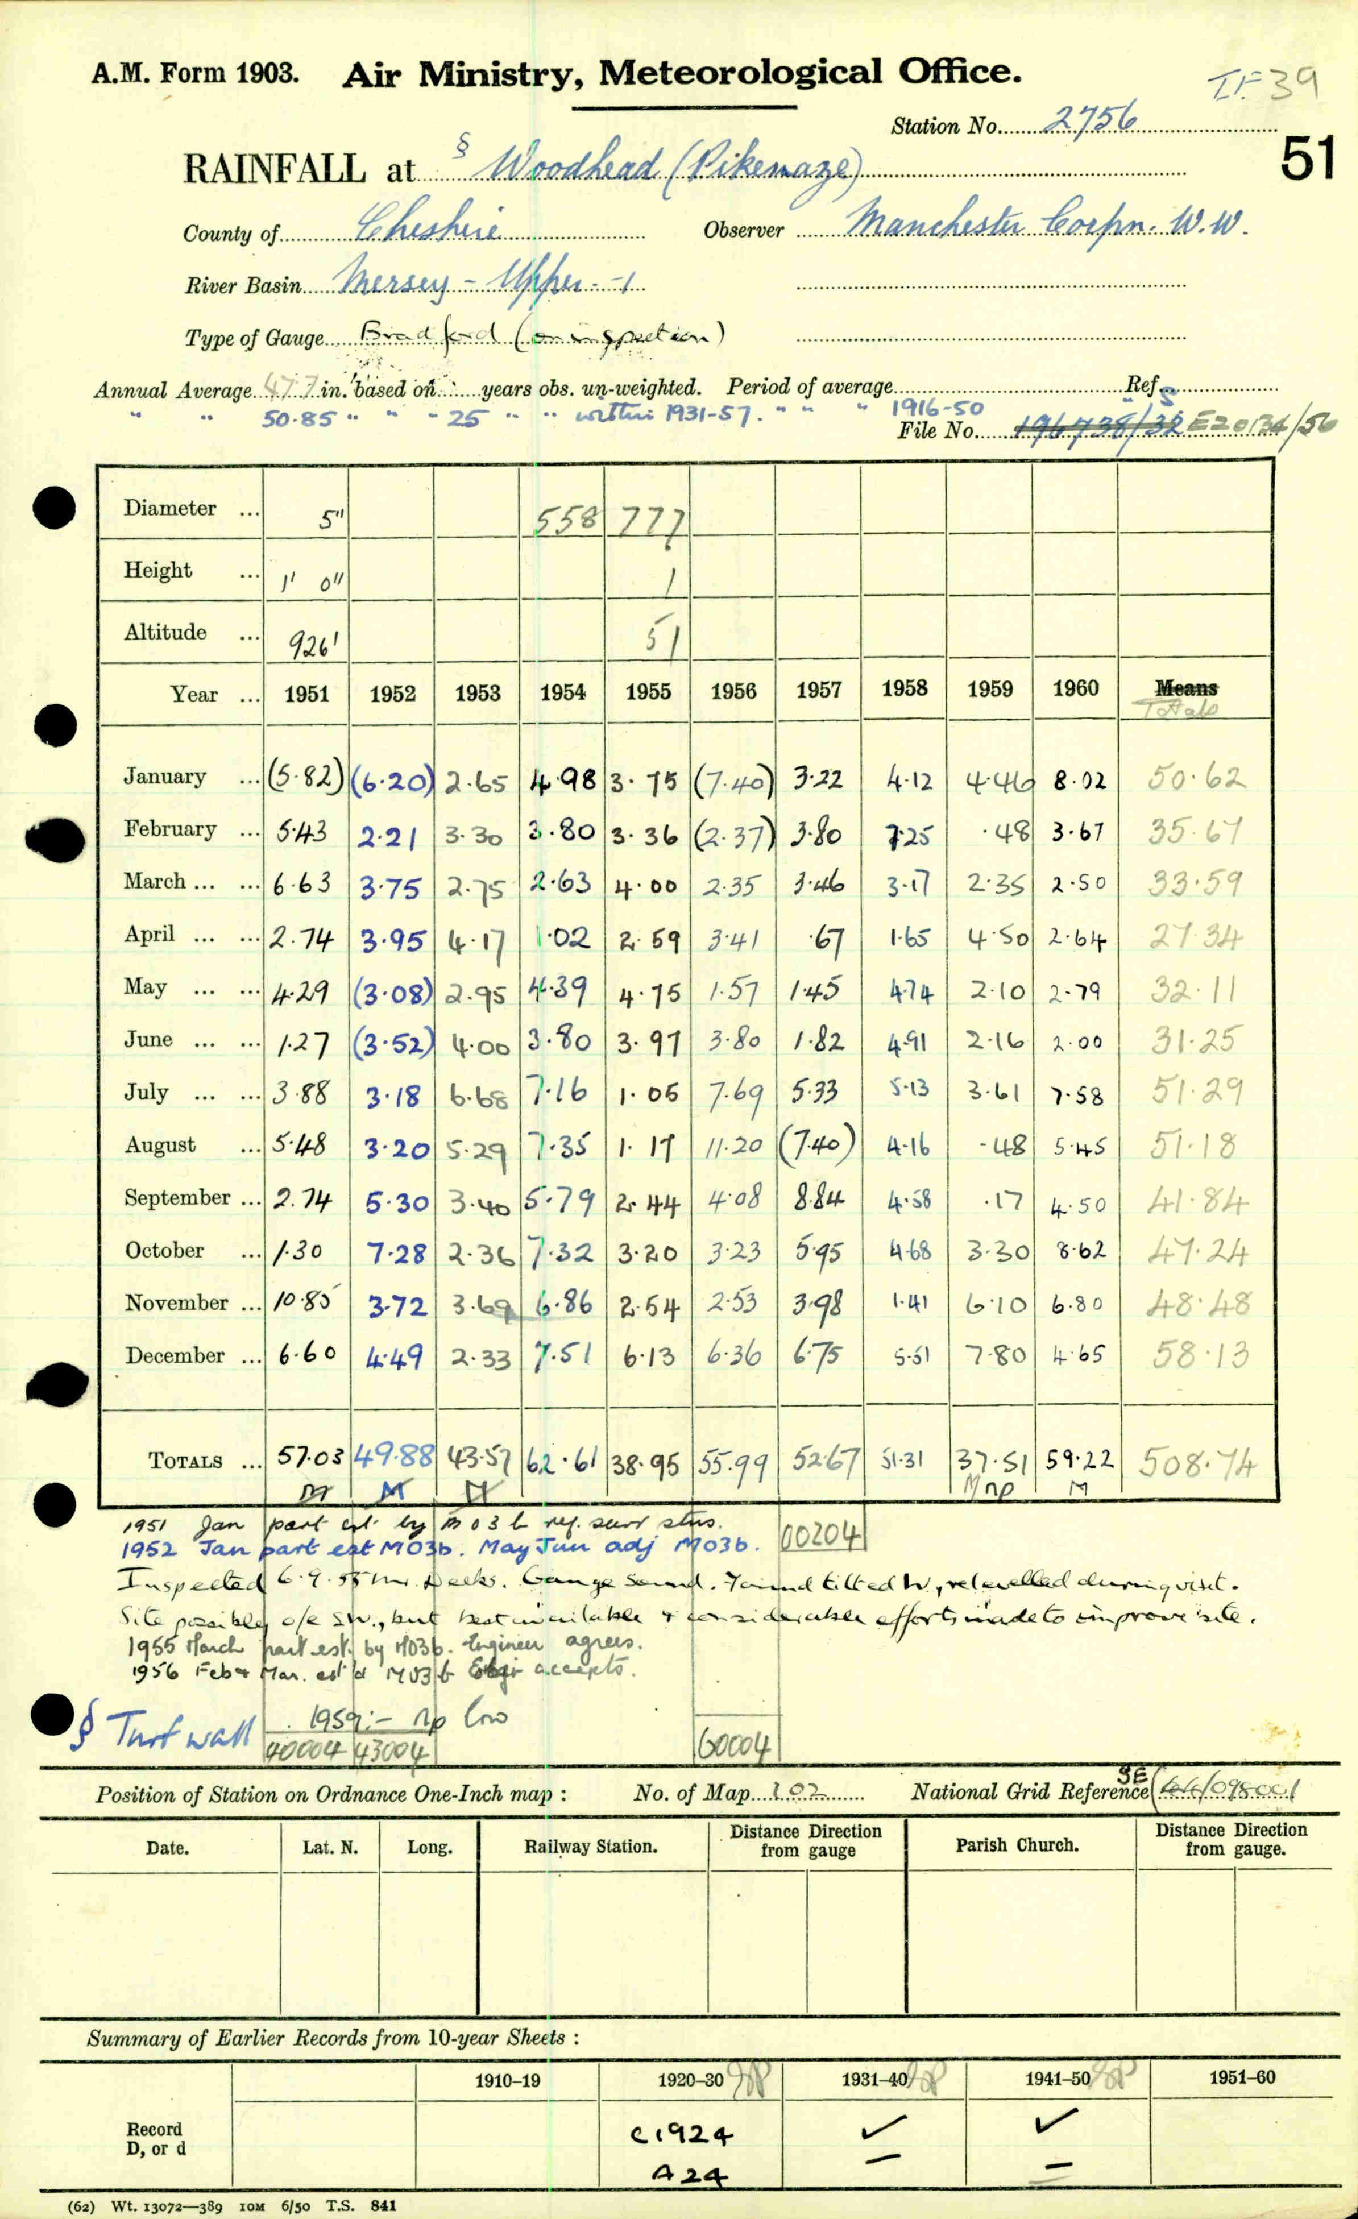 A.M. Form 1903. Air Ministry, Meteorological Office.
39
Station No. 2756
51
RAINFALL at § Woodhead (Pikenaze)
County of Cheshire Observer Manchester Corpn. W.W.
River Basin Mersey - Upper - 1
Type of Gauge Bradford (on inspection)
Annual Average 47.7 in. based on years obs. un-weighted. Period of average Ref.
" " 50.85 " " " 25 " " within 1931-57. " " " 1916-50 " S
File No. 196738/32 E20134/56
Diameter ... 5" 558 777
Height ... 1' 0" 1
Altitude ... 926' 51
Year ... 1951 1952 1953 1954 1955 1956 1957 1958 1959 1960 Means
Totals
January ... (5.82) (6.20) 2.65 4.98 3.75 (7.40) 3.22 4.12 4.46 8.02 50.62
February ... 5.43 2.21 3.30 3.80 3.36 (2.37) 3.80 7.25 .48 3.67 35.67
March ... ... 6.63 3.75 2.75 2.63 4.00 2.35 3.46 3.17 2.35 2.50 33.59
April ... ... 2.74 3.95 4.17 1.02 2.59 3.41 .67 1.65 4.50 2.64 27.34
May ... ... 4.29 (3.08) 2.95 4.39 4.75 1.57 1.45 4.74 2.10 2.79 32.11
June ... ... 1.27 (3.52) 4.00 3.80 3.97 3.80 1.82 4.91 2.16 2.00 31.25
July ... ... 3.88 3.18 6.68 7.16 1.05 7.69 5.33 5.13 3.61 7.58 51.29
August ... 5.48 3.20 5.29 7.35 1.17 11.20 (7.40) 4.16 .48 5.45 51.18
September ... 2.74 5.30 3.40 5.79 2.44 4.08 8.84 4.58 .17 4.50 41.84
October ... 1.30 7.28 2.36 7.32 3.20 3.23 5.95 4.68 3.30 8.62 47.24
November ... 10.85 3.72 3.69 6.86 2.54 2.53 3.98 1.41 6.10 6.80 48.48
December ... 6.60 4.49 2.33 7.51 6.13 6.36 6.75 5.51 7.80 4.65 58.13
TOTALS ... 57.03 49.88 43.57 62.61 38.95 55.99 52.67 51.31 37.51 59.22 508.74
M M M M np M
1951 Jan part est. by M03b ref. surr stns. 00204
1952 Jan part est M03b. May Jun adj M03b.
Inspected 6.9.55 Mr. Deeks. Gauge sound. Found tilted W, relevelled during visit.
Site possibly o/e SW., but best available & considerable efforts made to improve site.
1955 March part est. by M03b. Engineer agrees.
1956 Feb & Mar. est'd M03b accepts.
1959:- np low
§ Turf wall
40004 43004 60004
Position of Station on Ordnance One-Inch map : No. of Map 102 National Grid Reference SE (44/098001
Date. Lat. N. Long. Railway Station. Distance Direction from gauge Parish Church. Distance Direction from gauge.
Summary of Earlier Records from 10-year Sheets :
1910–19 1920–30 1931–40 1941–50 1951–60
Record
D, or d
c1924 ✓ ✓
A24 – –
(62) Wt. 13072—389 10M 6/50 T.S. 841